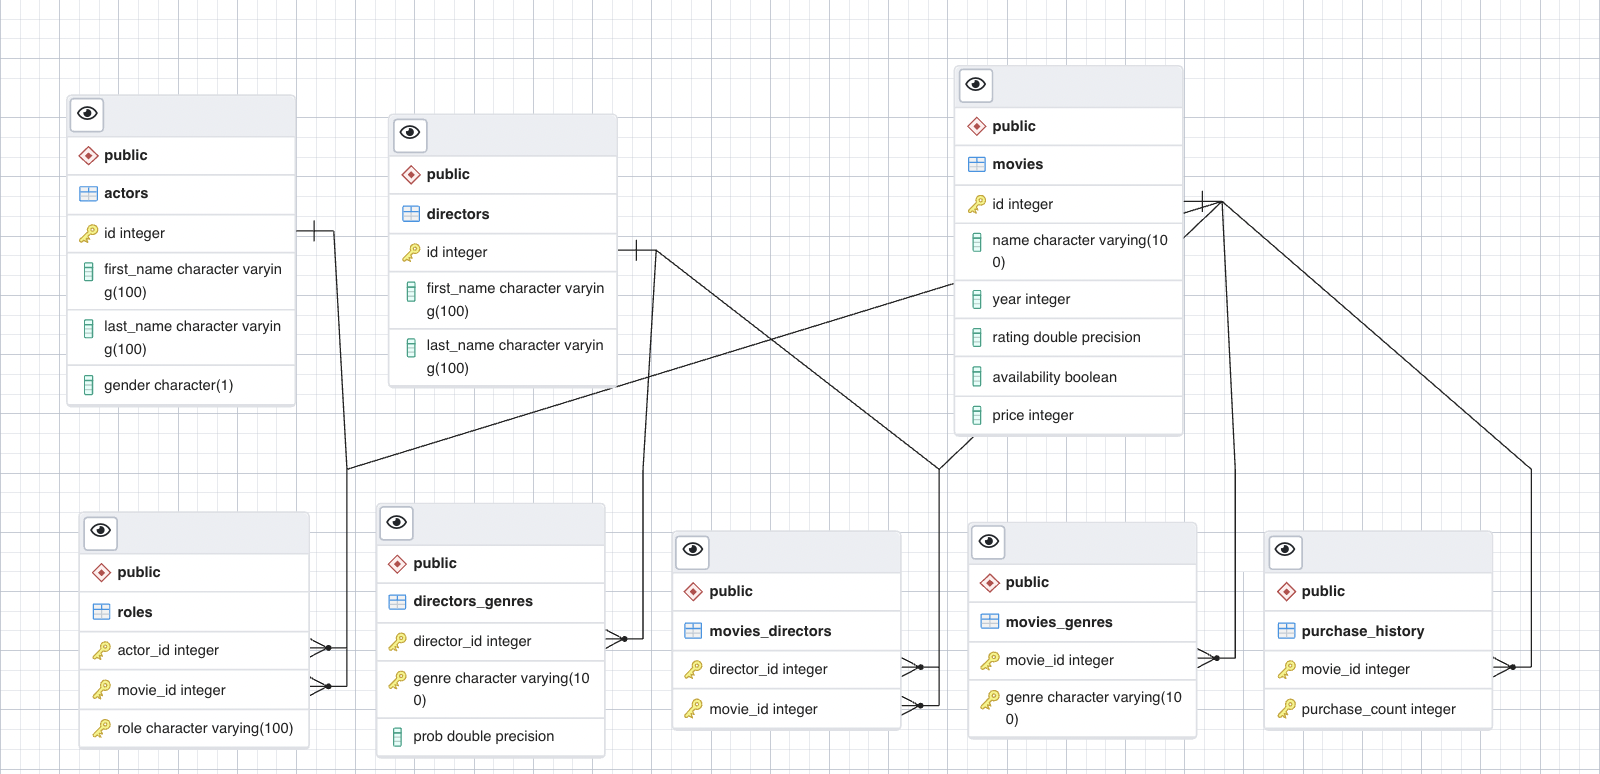 public
actors
id integer
first_name character varyin
g(100)
last_name character varyin
g(100)
gender character(1)
public
directors
id integer
first_name character varyin
g(100)
last_name character varyin
g(100)
public
movies
id integer
name character varying(10
0)
year integer
rating double precision
availability boolean
price integer
public
roles
actor_id integer
movie_id integer
role character varying(100)
public
directors_genres
director_id integer
genre character varying(10
0)
prob double precision
public
movies_directors
director_id integer
movie_id integer
public
movies_genres
movie_id integer
genre character varying(10
0)
public
purchase_history
movie_id integer
purchase_count integer